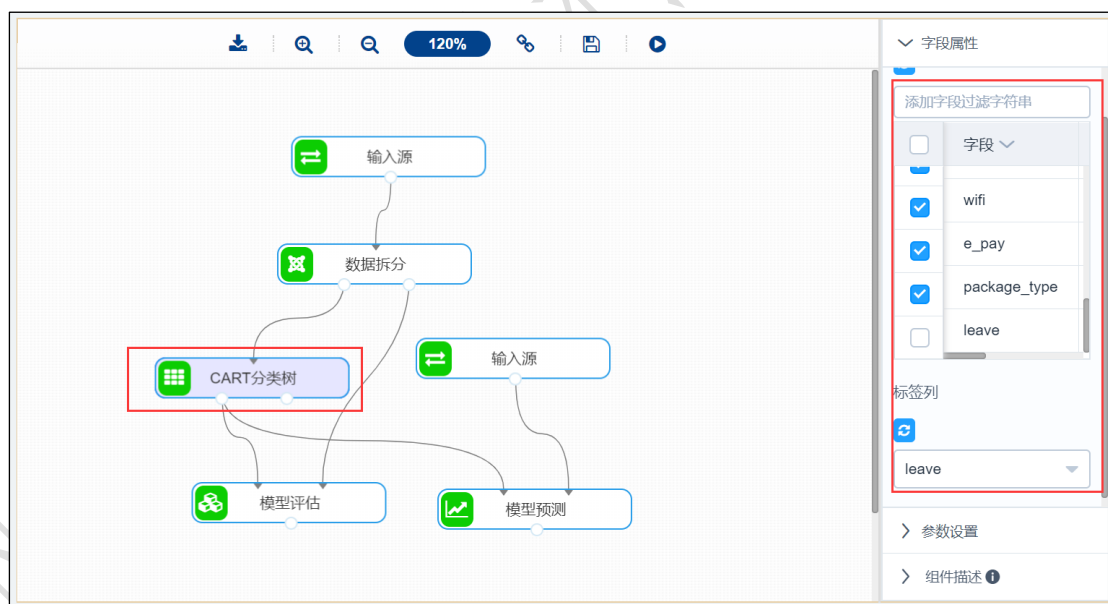 120%
字段属性
添加字段过滤字符串
字段
输入源
wifi
e_pay
数据拆分
package_type
leave
输入源
CART分类树
标签列
leave
模型评估
模型预测
参数设置
组件描述